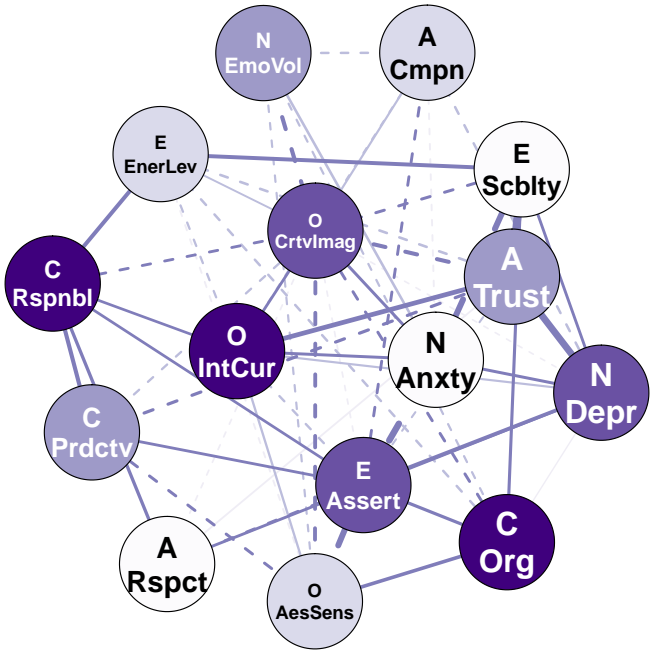 N
EmoVol
A
Cmpn
E
EnerLev
E
Scblty
O
CrtvImag
C
Rspnbl
A
Trust
O
IntCur
N
Anxty
N
Depr
C
Prdctv
E
Assert
C
Org
A
Rspct
O
AesSens